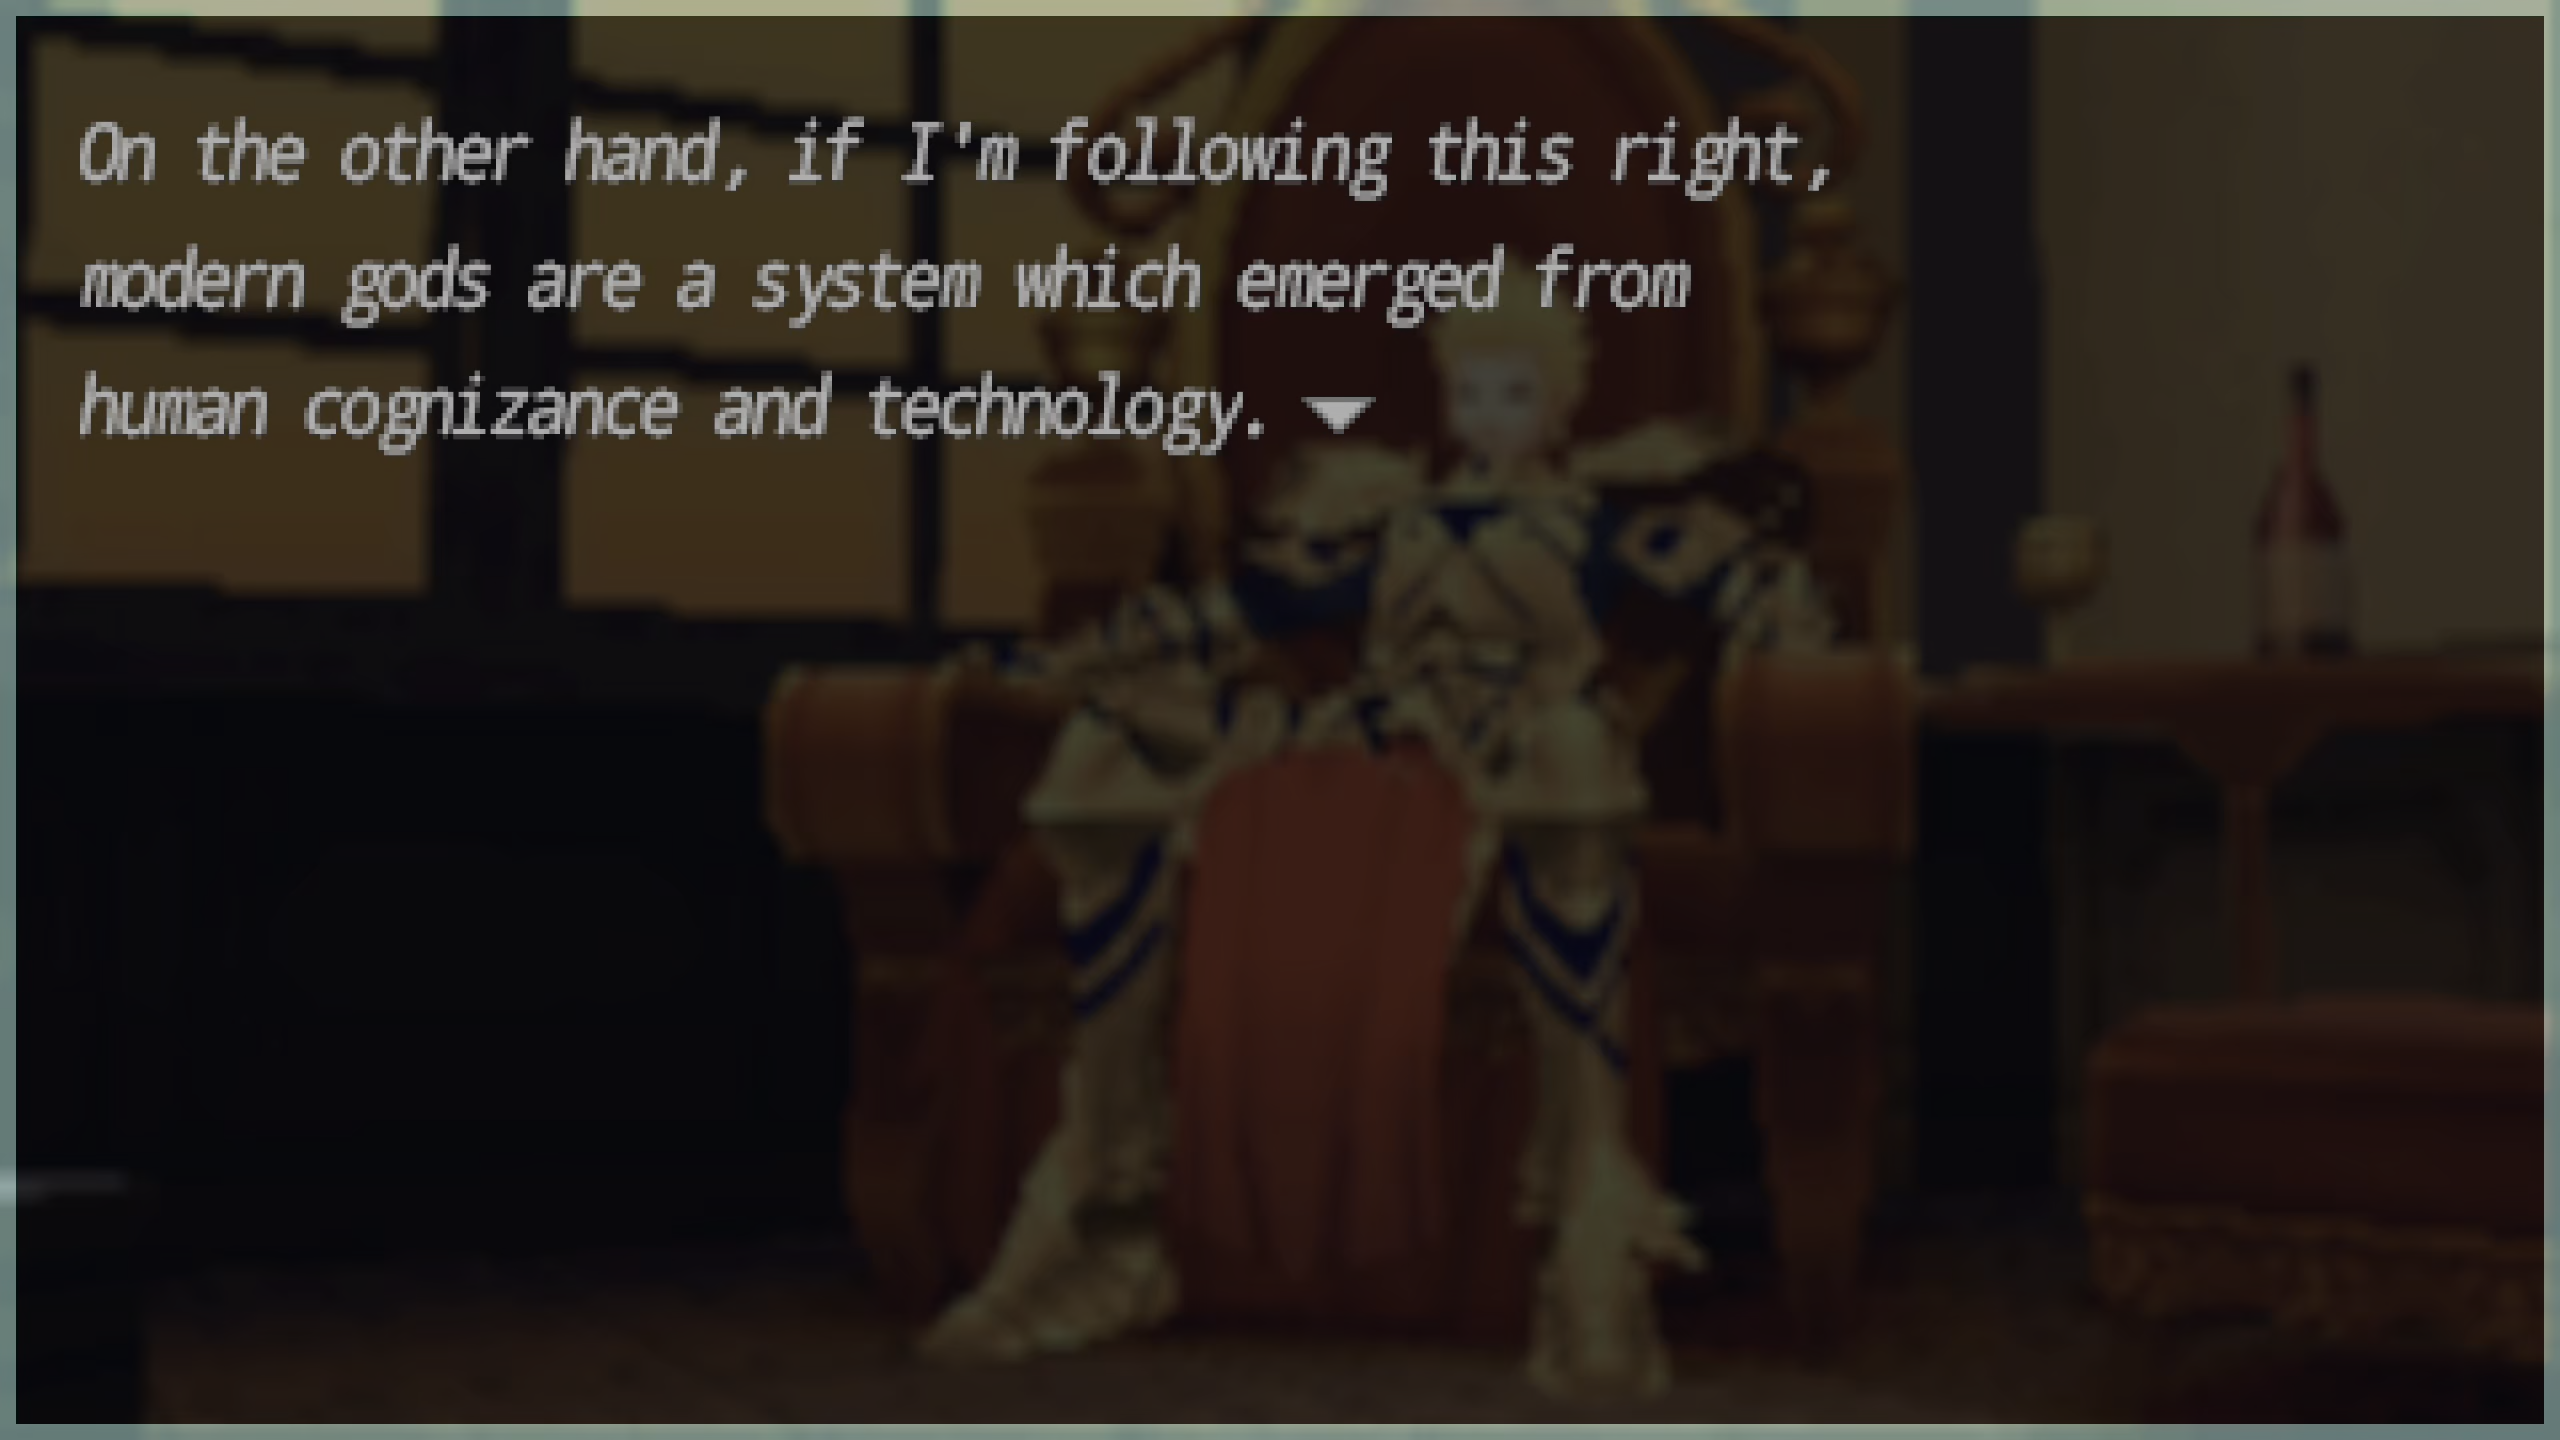 On the other hand, if I'm following this right,
modern gods are a system which emerged from
human cognizance and technology.